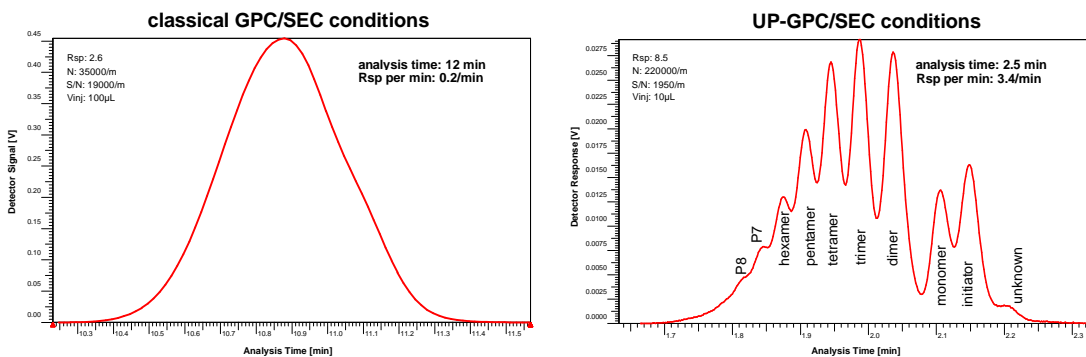 classical GPC/SEC conditions
Rsp: 2.6
N: 35000/m
S/N: 19000/m
Vinj: 100µL
analysis time: 12 min
Rsp per min: 0.2/min
Detector Signal [V]
0.45
0.40
0.35
0.30
0.25
0.20
0.15
0.10
0.05
0.00
10.3 10.4 10.5 10.6 10.7 10.8 10.9 11.0 11.1 11.2 11.3 11.4 11.5
Analysis Time [min]
UP-GPC/SEC conditions
Rsp: 8.5
N: 220000/m
S/N: 1950/m
Vinj: 10µL
analysis time: 2.5 min
Rsp per min: 3.4/min
Detector Response [V]
0.0275
0.0250
0.0225
0.0200
0.0175
0.0150
0.0125
0.0100
0.0075
0.0050
0.0025
0.0000
P8
P7
hexamer
pentamer
tetramer
trimer
dimer
monomer
initiator
unknown
1.7 1.8 1.9 2.0 2.1 2.2 2.3
Analysis Time [min]